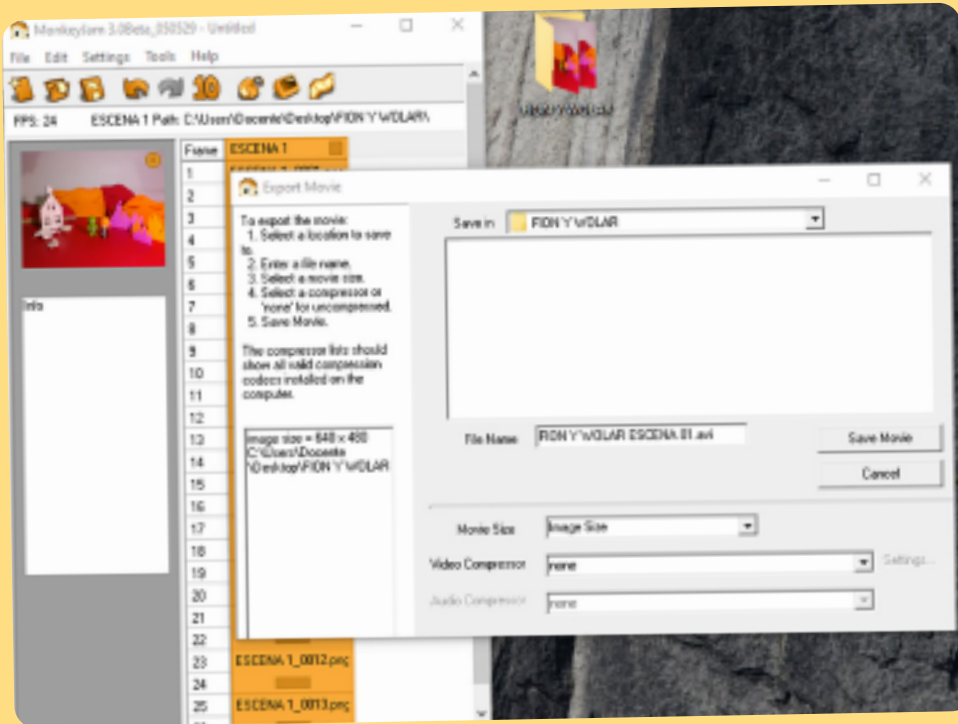 MonkeyJam 3.0Beta_050529 - Untitled
File Edit Settings Tools Help
FPS: 24 ESCENA 1 Path: C:\Users\Docente\Desktop\FION Y WOLAR\
Frame ESCENA 1
1
2
3
4
5
6
7
8
9
10
11
12
13
14
15
16
17
18
19
20
21
22
23 ESCENA 1_0012.png
24
25 ESCENA 1_0013.png
Info
Export Movie
To export the movie:
1. Select a location to save
to.
2. Enter a file name.
3. Select a movie size.
4. Select a compressor or
'none' for uncompressed.
5. Save Movie.
The compressor lists should
show all valid compression
codecs installed on the
computer.
image size = 640 x 480
C:\Users\Docente
\Desktop\FION Y WOLAR
Save in FION Y WOLAR
File Name FION Y WOLAR ESCENA 01.avi
Save Movie
Cancel
Movie Size Image Size
Video Compressor none Settings...
Audio Compressor none